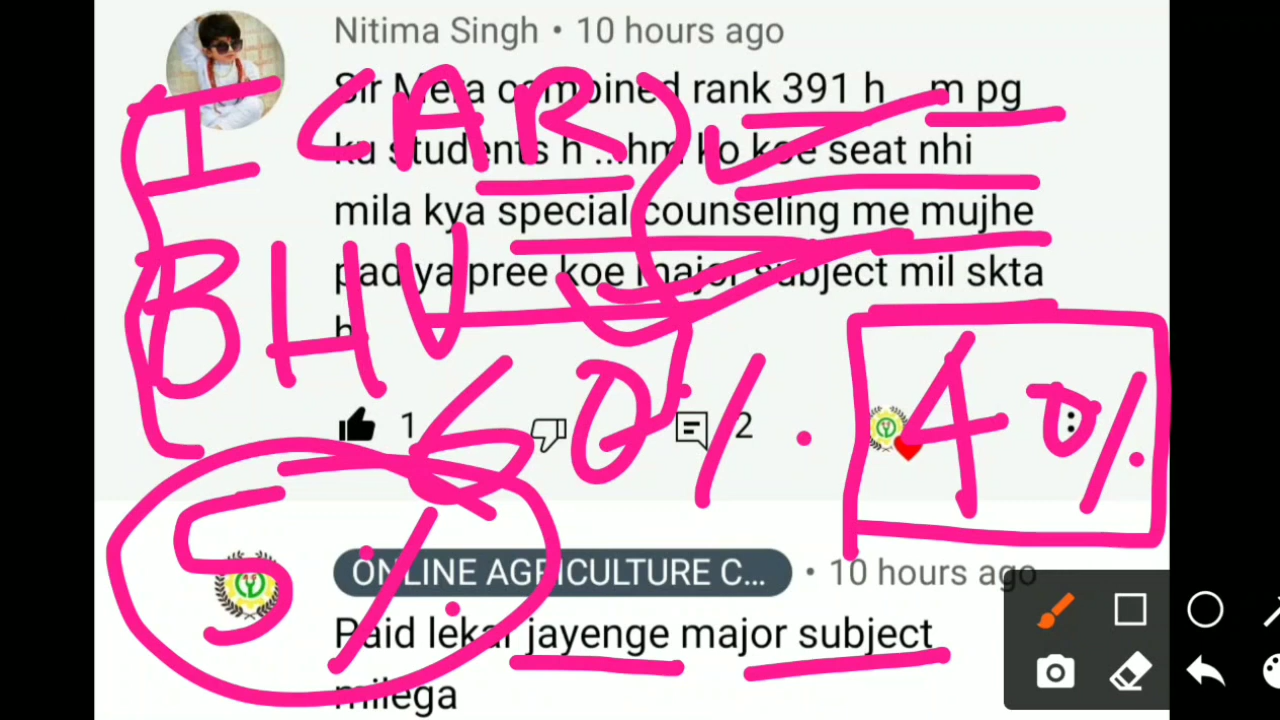 Nitima Singh • 10 hours ago
Sir Mera combined rank 391 h m pg
ku students h ...hm ko koe seat nhi
mila kya special counseling me mujhe
pad ya pree koe major subject mil skta
h
ICAR
BHU
60%.
40%
1
2
5%
ONLINE AGRICULTURE C... • 10 hours ago
Paid lekar jayenge major subject
milega